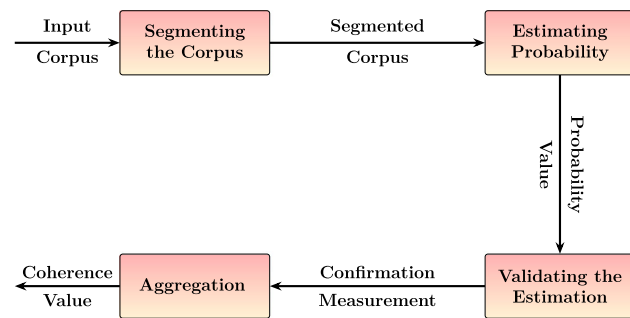 Input
Corpus
Segmenting
the Corpus
Segmented
Corpus
Estimating
Probability
Probability
Value
Validating the
Estimation
Confirmation
Measurement
Aggregation
Coherence
Value